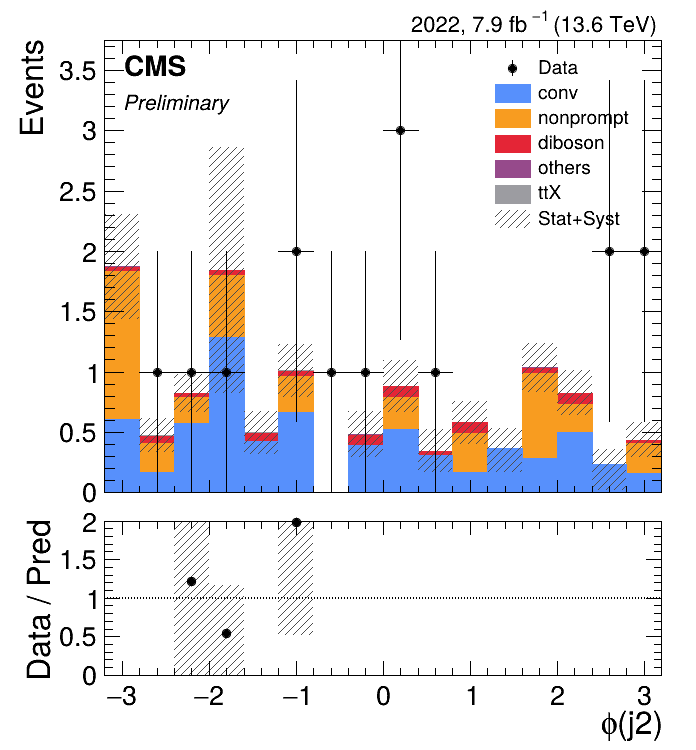 2022, 7.9 fb⁻¹ (13.6 TeV)
Events
CMS
Preliminary
Data
conv
nonprompt
diboson
others
ttX
Stat+Syst
3.5
3
2.5
2
1.5
1
0.5
0
Data / Pred
2
1.5
1
0.5
0
−3 −2 −1 0 1 2 3
ϕ(j2)